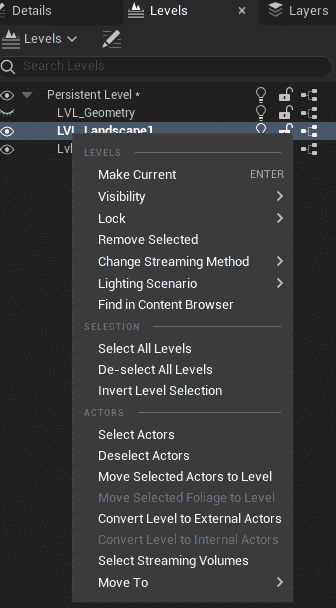 Details
Levels
Layers
Levels
Search Levels
Persistent Level *
LVL_Geometry
LVL_Landscape1
Lvl
LEVELS
Make Current ENTER
Visibility
Lock
Remove Selected
Change Streaming Method
Lighting Scenario
Find in Content Browser
SELECTION
Select All Levels
De-select All Levels
Invert Level Selection
ACTORS
Select Actors
Deselect Actors
Move Selected Actors to Level
Move Selected Foliage to Level
Convert Level to External Actors
Convert Level to Internal Actors
Select Streaming Volumes
Move To